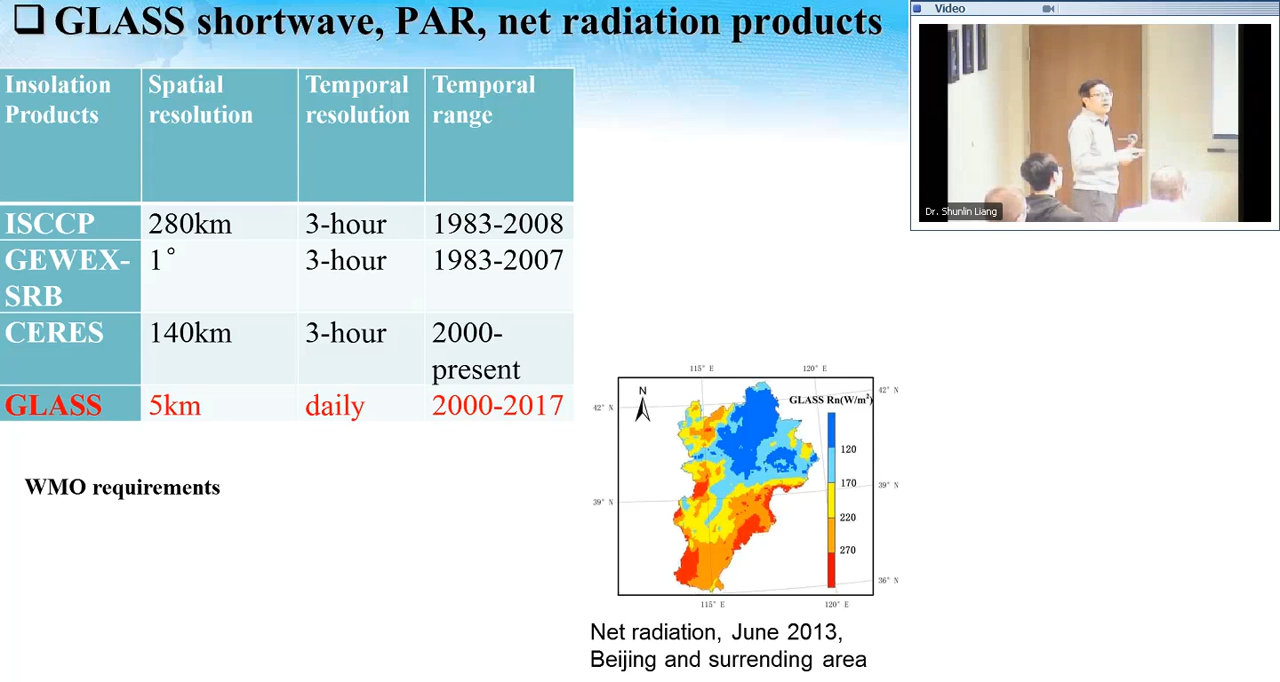 ❑ GLASS shortwave, PAR, net radiation products
Insolation Products
Spatial resolution
Temporal resolution
Temporal range
ISCCP 280km 3-hour 1983-2008
GEWEX-SRB 1° 3-hour 1983-2007
CERES 140km 3-hour 2000-present
GLASS 5km daily 2000-2017
WMO requirements
115° E 120° E
N
GLASS Rn(W/m²)
42° N
42° N
120
170
39° N
39° N
220
270
36° N
115° E 120° E
Net radiation, June 2013,
Beijing and surrending area
Video
Dr. Shunlin Liang